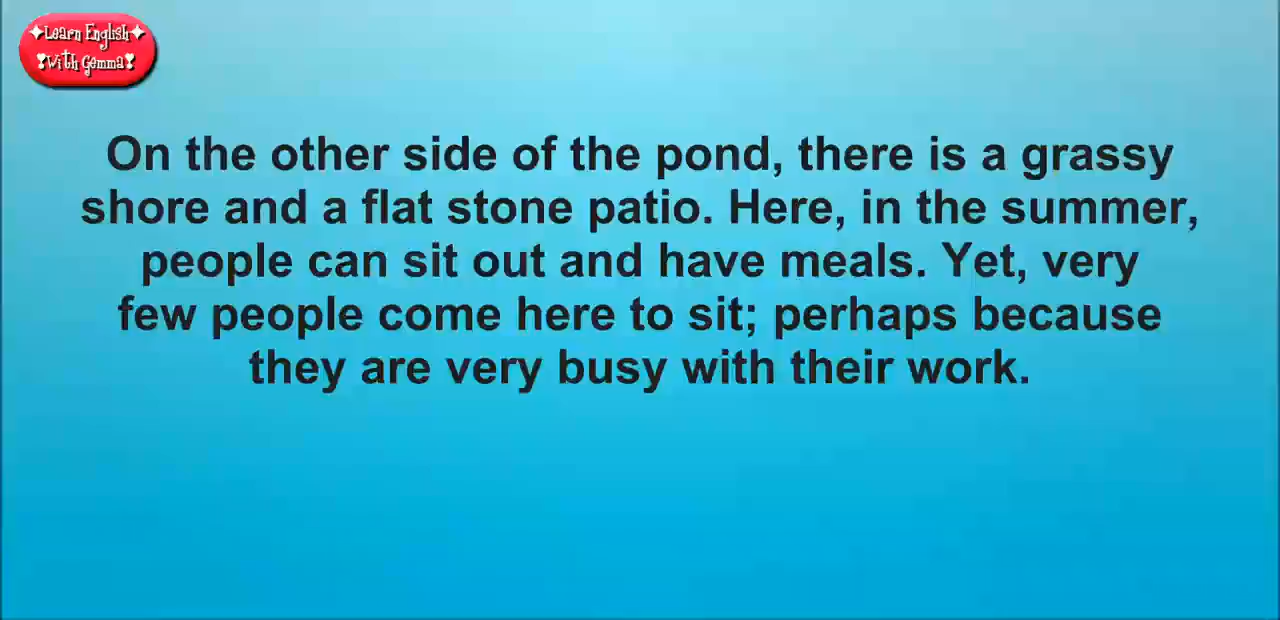 Learn English
With Gemma
On the other side of the pond, there is a grassy
shore and a flat stone patio. Here, in the summer,
people can sit out and have meals. Yet, very
few people come here to sit; perhaps because
they are very busy with their work.